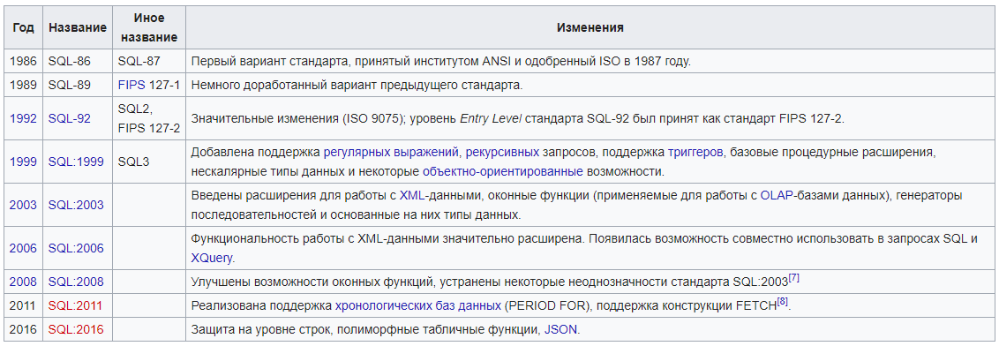 Год Название Иное название Изменения
1986 SQL-86 SQL-87 Первый вариант стандарта, принятый институтом ANSI и одобренный ISO в 1987 году.
1989 SQL-89 FIPS 127-1 Немного доработанный вариант предыдущего стандарта.
1992 SQL-92 SQL2, FIPS 127-2 Значительные изменения (ISO 9075); уровень Entry Level стандарта SQL-92 был принят как стандарт FIPS 127-2.
1999 SQL:1999 SQL3 Добавлена поддержка регулярных выражений, рекурсивных запросов, поддержка триггеров, базовые процедурные расширения,
нескалярные типы данных и некоторые объектно-ориентированные возможности.
2003 SQL:2003 Введены расширения для работы с XML-данными, оконные функции (применяемые для работы с OLAP-базами данных), генераторы
последовательностей и основанные на них типы данных.
2006 SQL:2006 Функциональность работы с XML-данными значительно расширена. Появилась возможность совместно использовать в запросах SQL и
XQuery.
2008 SQL:2008 Улучшены возможности оконных функций, устранены некоторые неоднозначности стандарта SQL:2003[7]
2011 SQL:2011 Реализована поддержка хронологических баз данных (PERIOD FOR), поддержка конструкции FETCH[8].
2016 SQL:2016 Защита на уровне строк, полиморфные табличные функции, JSON.